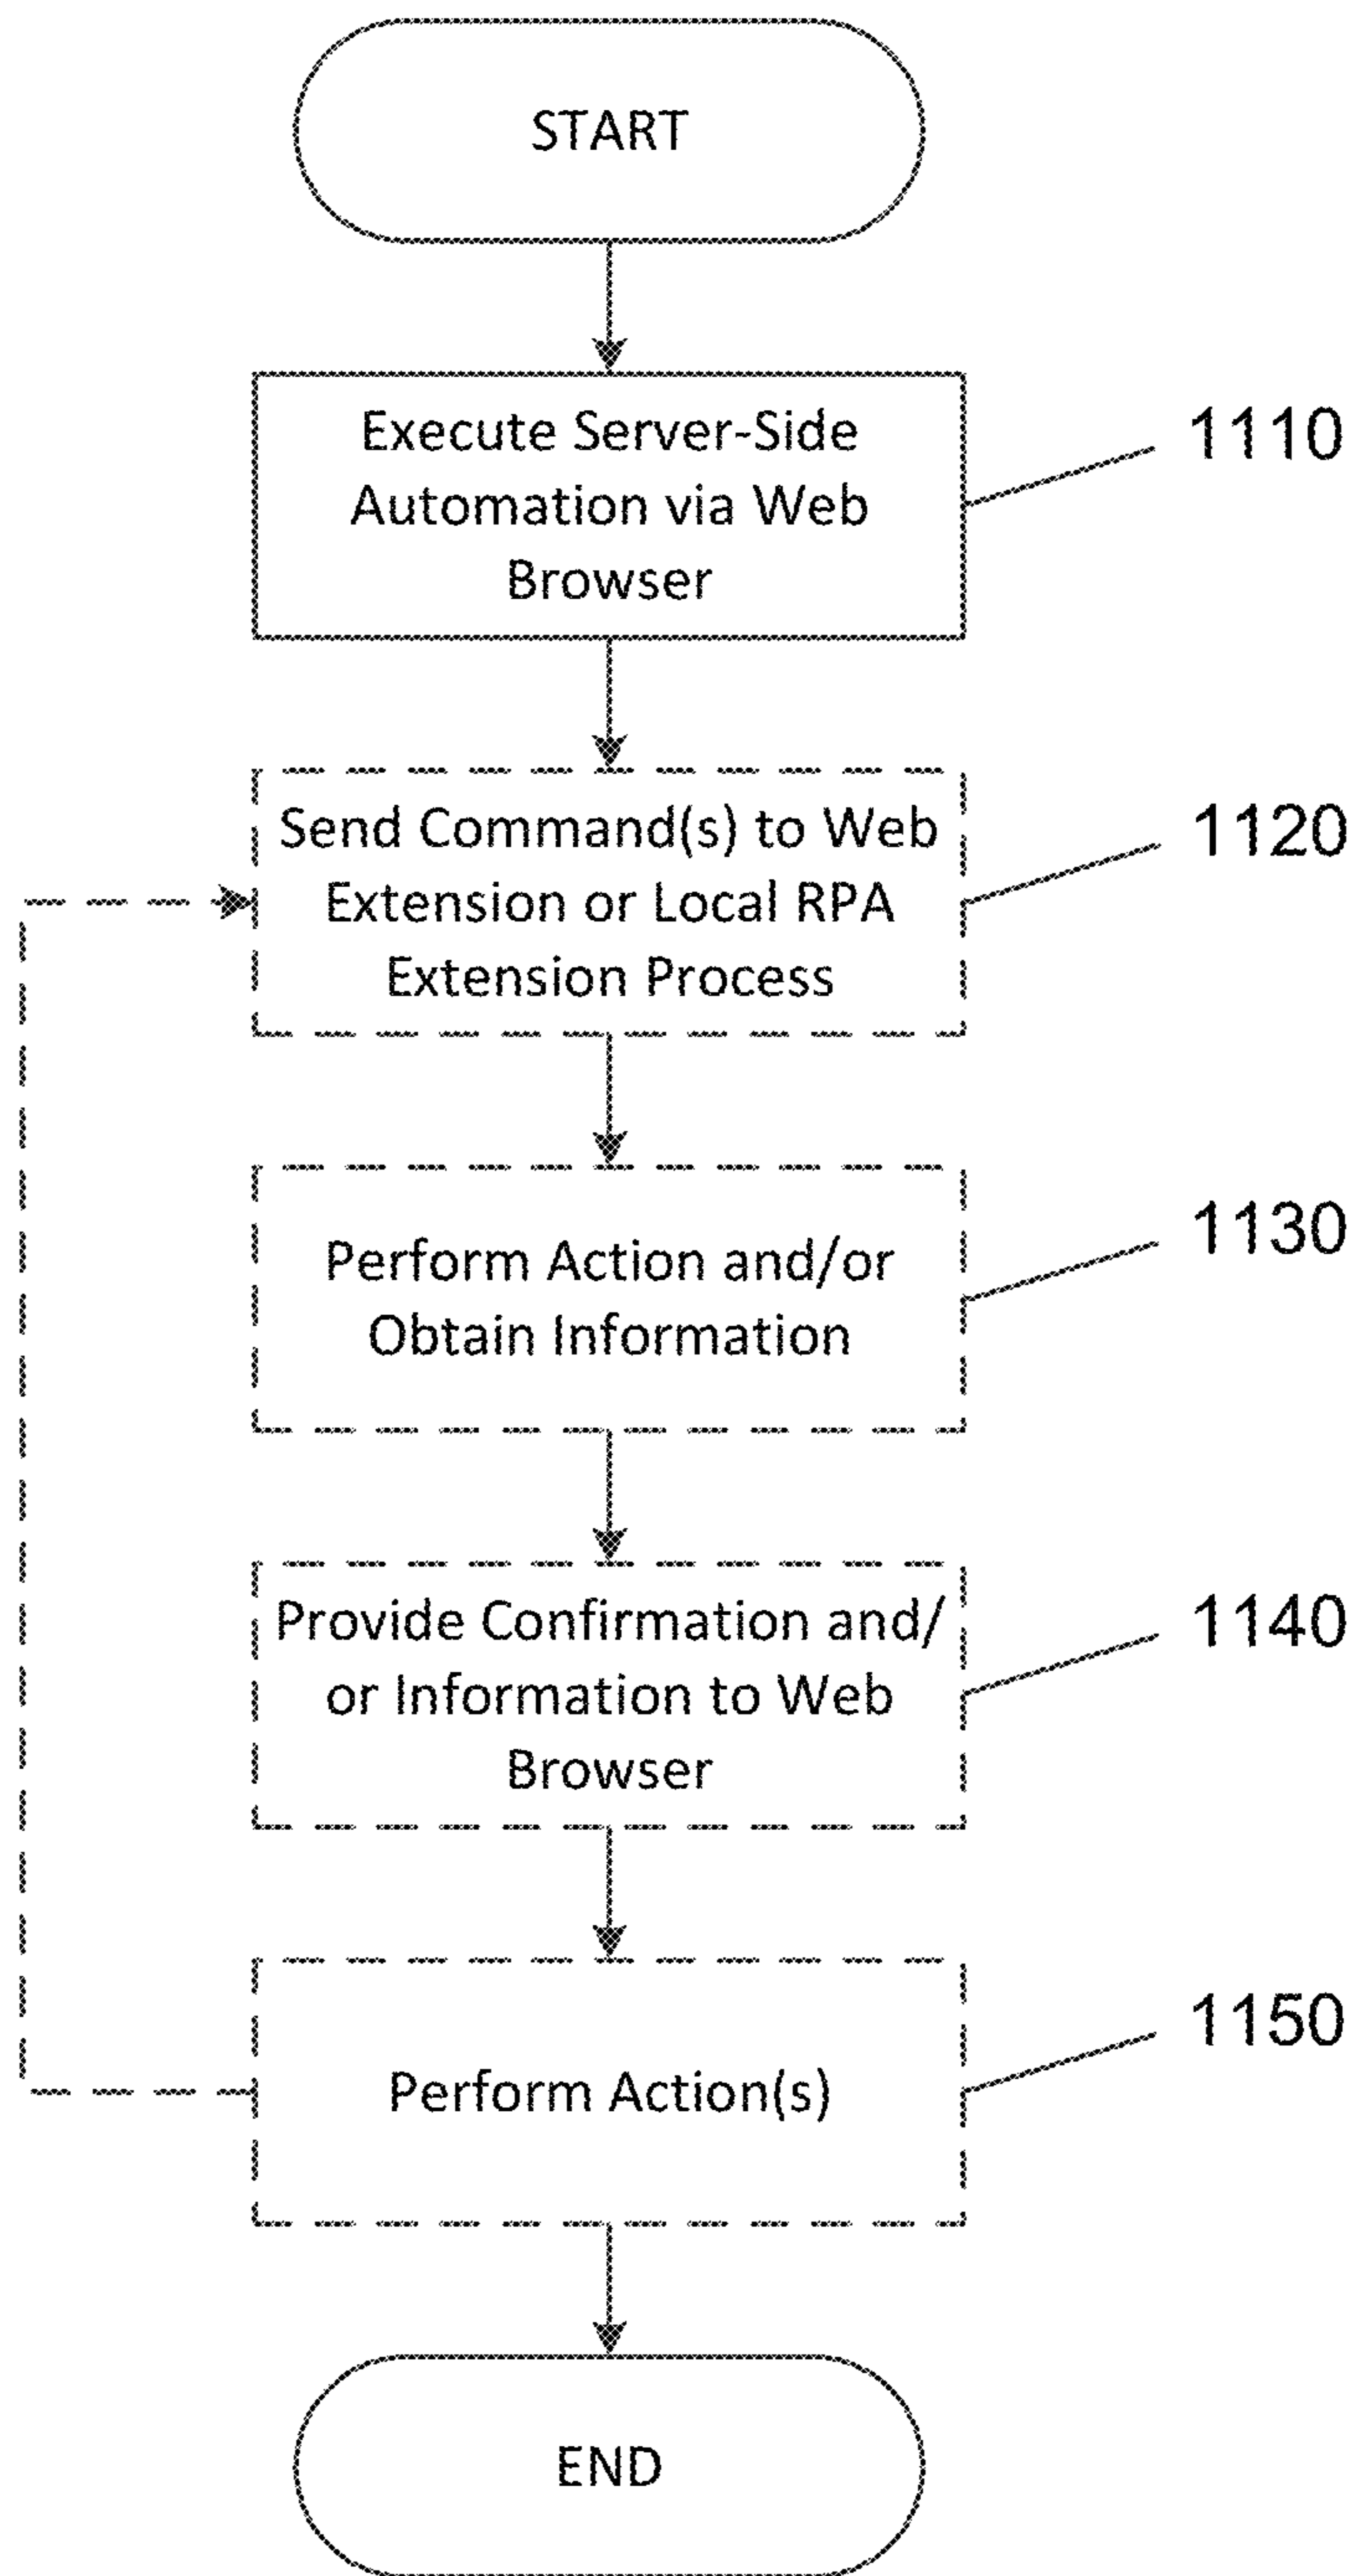 START
Execute Server-Side
Automation via Web
Browser
1110
Send Command(s) to Web
Extension or Local RPA
Extension Process
1120
Perform Action and/or
Obtain Information
1130
Provide Confirmation and/
or Information to Web
Browser
1140
Perform Action(s)
1150
END